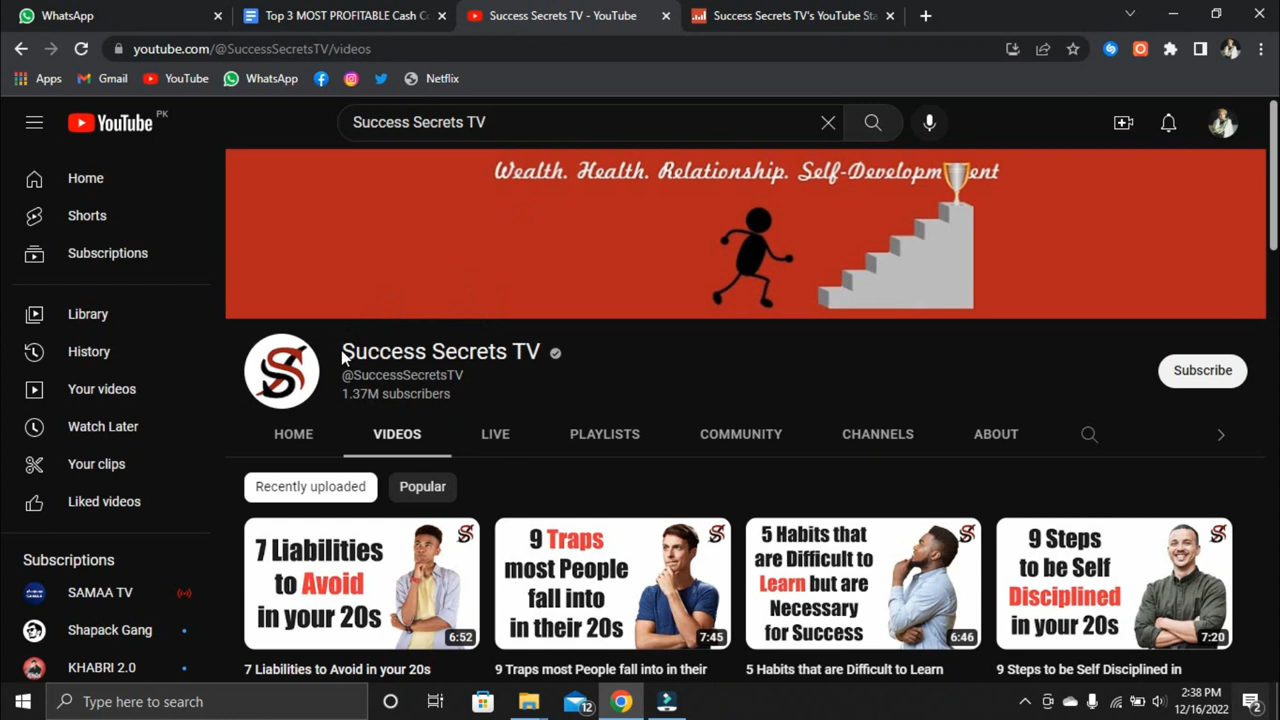 WhatsApp
Top 3 MOST PROFITABLE Cash C
Success Secrets TV - YouTube
Success Secrets TV's YouTube Sta
youtube.com/@SuccessSecretsTV/videos
Apps
Gmail
YouTube
WhatsApp
Netflix
YouTube PK
Success Secrets TV
Home
Shorts
Subscriptions
Library
History
Your videos
Watch Later
Your clips
Liked videos
Subscriptions
SAMAA TV
Shapack Gang
KHABRI 2.0
Wealth. Health. Relationship. Self-Development
Success Secrets TV
@SuccessSecretsTV
1.37M subscribers
Subscribe
HOME
VIDEOS
LIVE
PLAYLISTS
COMMUNITY
CHANNELS
ABOUT
Recently uploaded
Popular
7 Liabilities
to Avoid
in your 20s
6:52
7 Liabilities to Avoid in your 20s
9 Traps
most People
fall into
in their 20s
7:45
9 Traps most People fall into in their
5 Habits that
are Difficult to
Learn but are
Necessary
for Success
6:46
5 Habits that are Difficult to Learn
9 Steps
to be Self
Disciplined
in your 20s
7:20
9 Steps to be Self Disciplined in
Type here to search
12
2:38 PM
12/16/2022
2